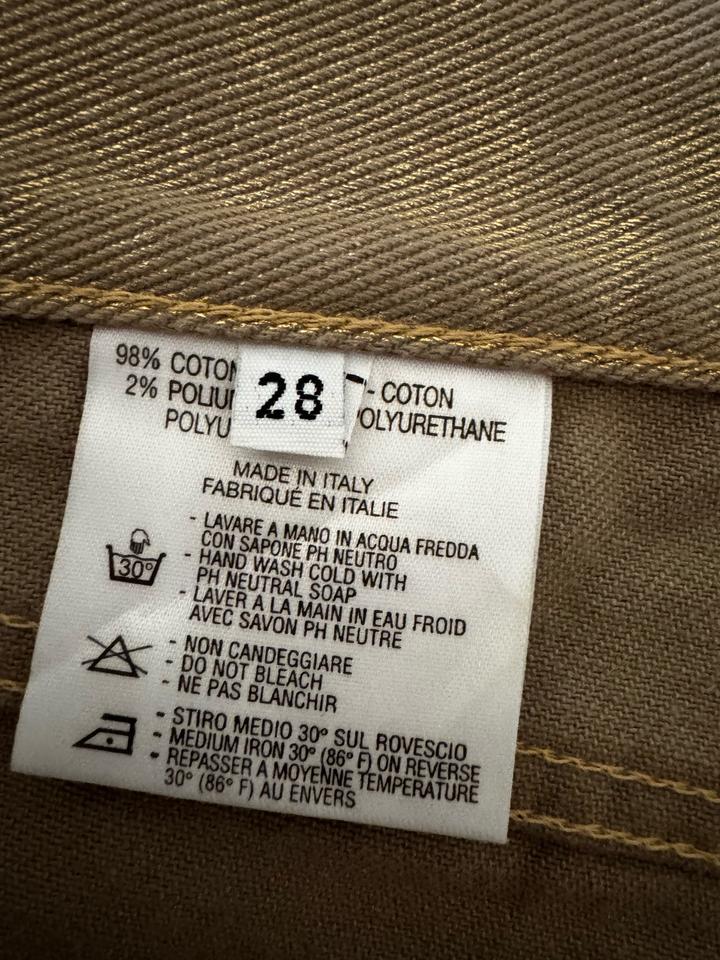 98% COTON - COTON
2% POLIU
POLYU POLYURETHANE
28
MADE IN ITALY
FABRIQUÉ EN ITALIE
- LAVARE A MANO IN ACQUA FREDDA
CON SAPONE PH NEUTRO
- HAND WASH COLD WITH
PH NEUTRAL SOAP
- LAVER A LA MAIN IN EAU FROID
AVEC SAVON PH NEUTRE
30°
- NON CANDEGGIARE
- DO NOT BLEACH
- NE PAS BLANCHIR
- STIRO MEDIO 30° SUL ROVESCIO
- MEDIUM IRON 30° (86° F) ON REVERSE
- REPASSER A MOYENNE TEMPERATURE
30° (86° F) AU ENVERS